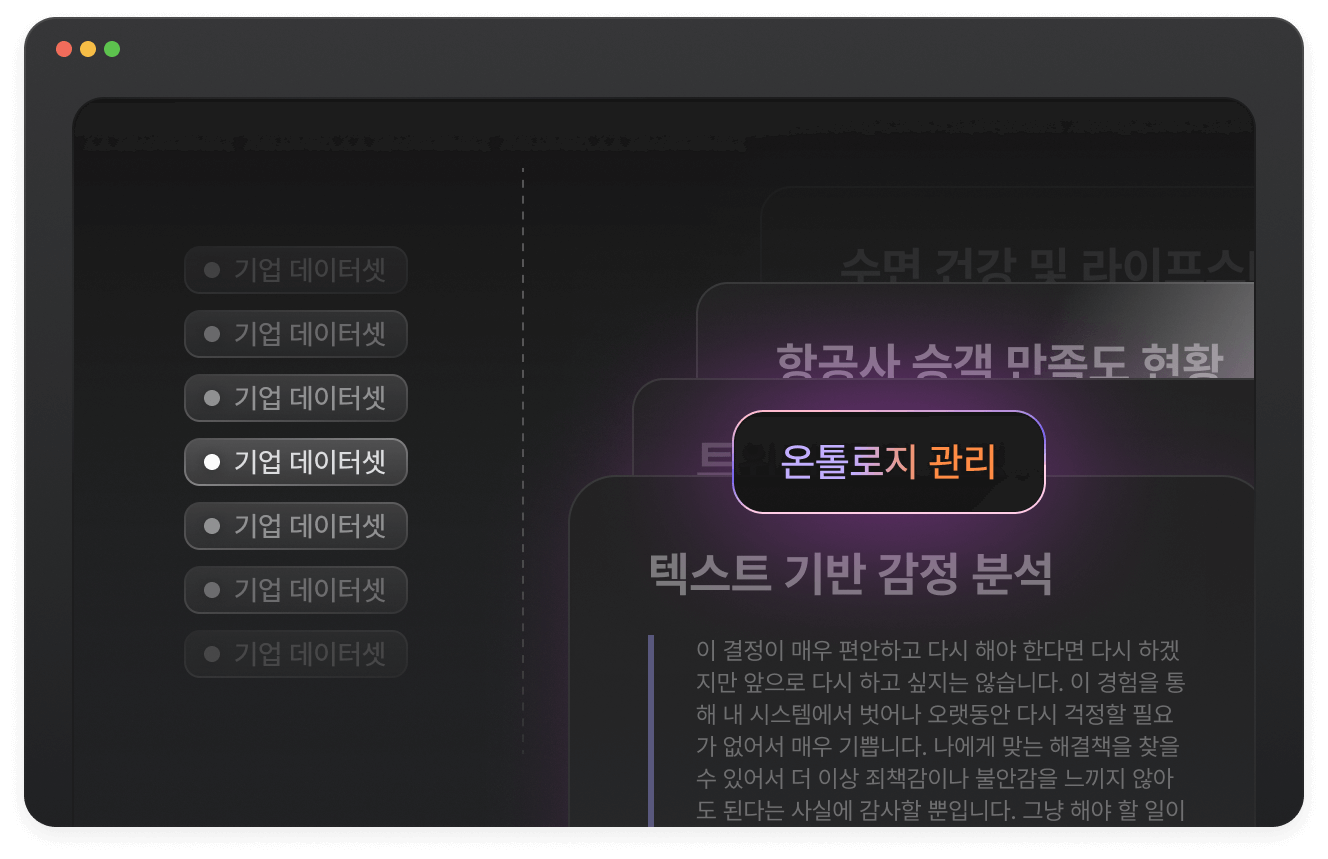 기업 데이터셋
기업 데이터셋
기업 데이터셋
기업 데이터셋
기업 데이터셋
기업 데이터셋
기업 데이터셋
수면 건강 및
항공사 승객 만족도 현황
온톨로지 관리
텍스트 기반 감정 분석
이 결정이 매우 편안하고 다시 해야 한다면 다시 하겠
지만 앞으로 다시 하고 싶지는 않습니다. 이 경험을 통
해 내 시스템에서 벗어나 오랫동안 다시 걱정할 필요
가 없어서 매우 기쁩니다. 나에게 맞는 해결책을 찾을
수 있어서 더 이상 죄책감이나 불안감을 느끼지 않아
도 된다는 사실에 감사할 뿐입니다. 그냥 해야 할 일이